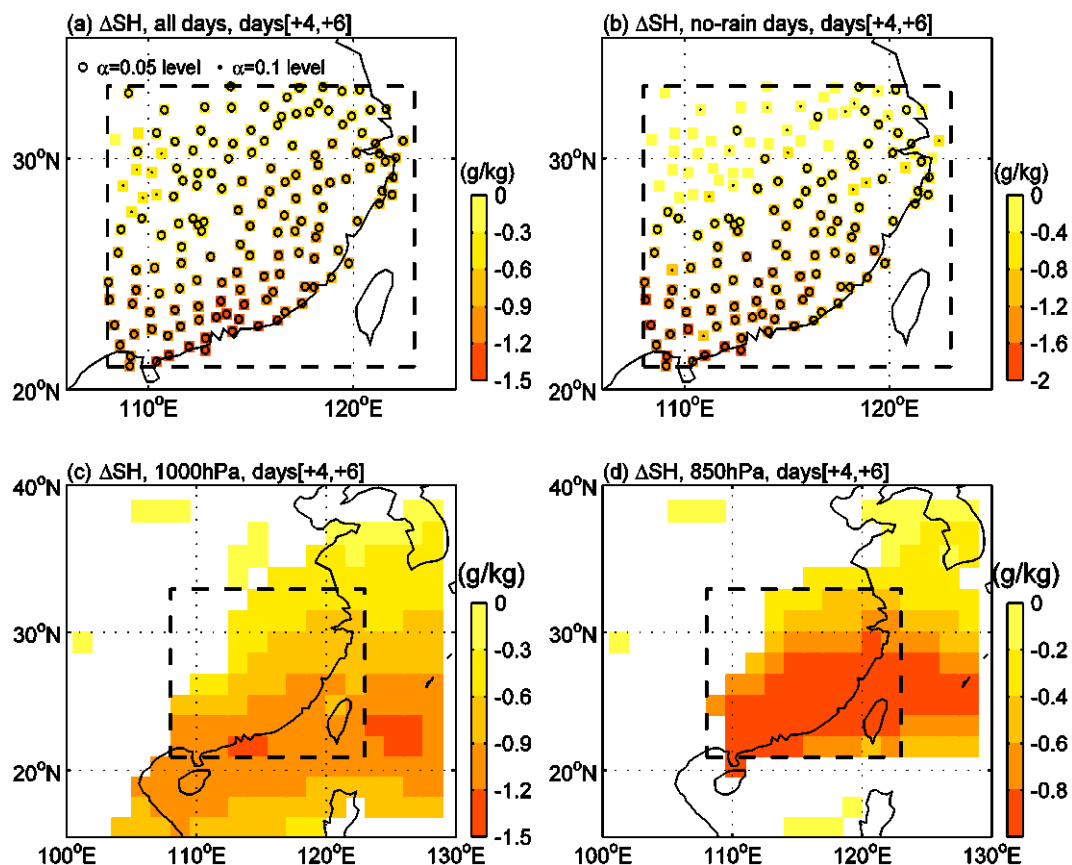 (a) ΔSH, all days, days[+4,+6]
α=0.05 level
α=0.1 level
30°N
20°N
110°E
120°E
(g/kg)
0
-0.3
-0.6
-0.9
-1.2
-1.5
(b) ΔSH, no-rain days, days[+4,+6]
30°N
20°N
110°E
120°E
(g/kg)
0
-0.4
-0.8
-1.2
-1.6
-2
(c) ΔSH, 1000hPa, days[+4,+6]
40°N
30°N
20°N
100°E
110°E
120°E
130°E
(g/kg)
0
-0.3
-0.6
-0.9
-1.2
-1.5
(d) ΔSH, 850hPa, days[+4,+6]
40°N
30°N
20°N
100°E
110°E
120°E
130°E
(g/kg)
0
-0.2
-0.4
-0.6
-0.8